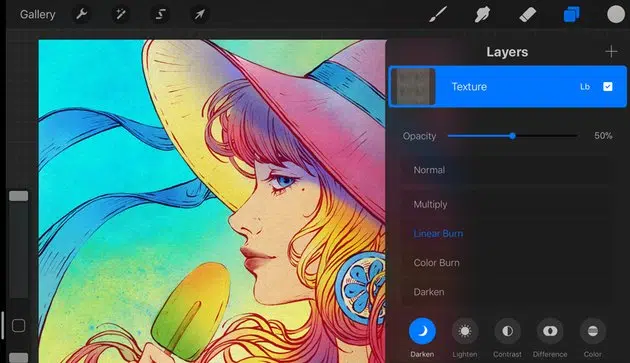 Gallery
Layers
Texture Lb
Opacity 50%
Normal
Multiply
Linear Burn
Color Burn
Darken
Darken Lighten Contrast Difference Color